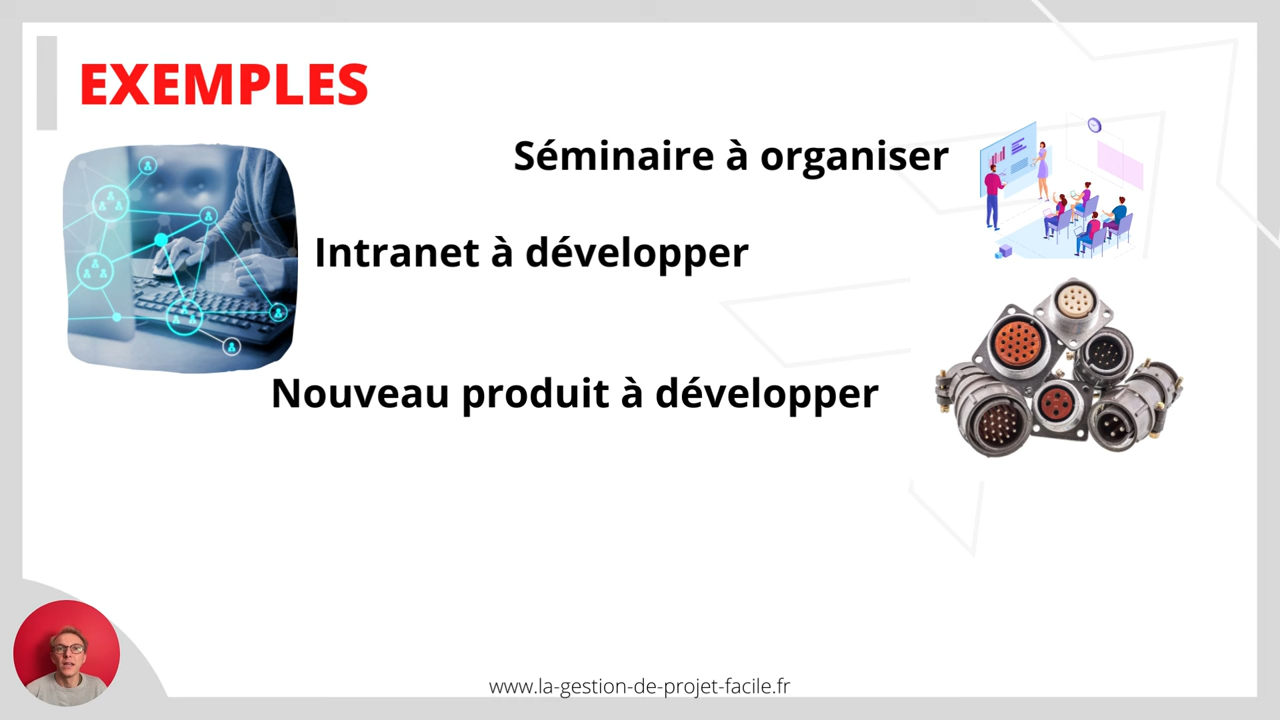 EXEMPLES
Séminaire à organiser
Intranet à développer
Nouveau produit à développer
www.la-gestion-de-projet-facile.fr